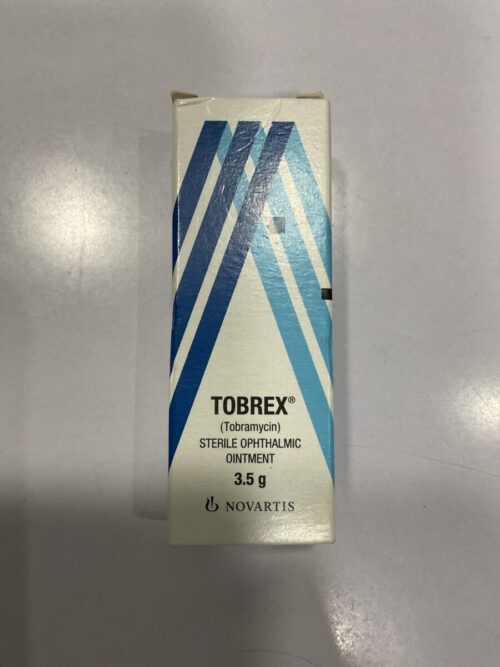 TOBREX®
(Tobramycin)
STERILE OPHTHALMIC
OINTMENT
3.5 g
NOVARTIS